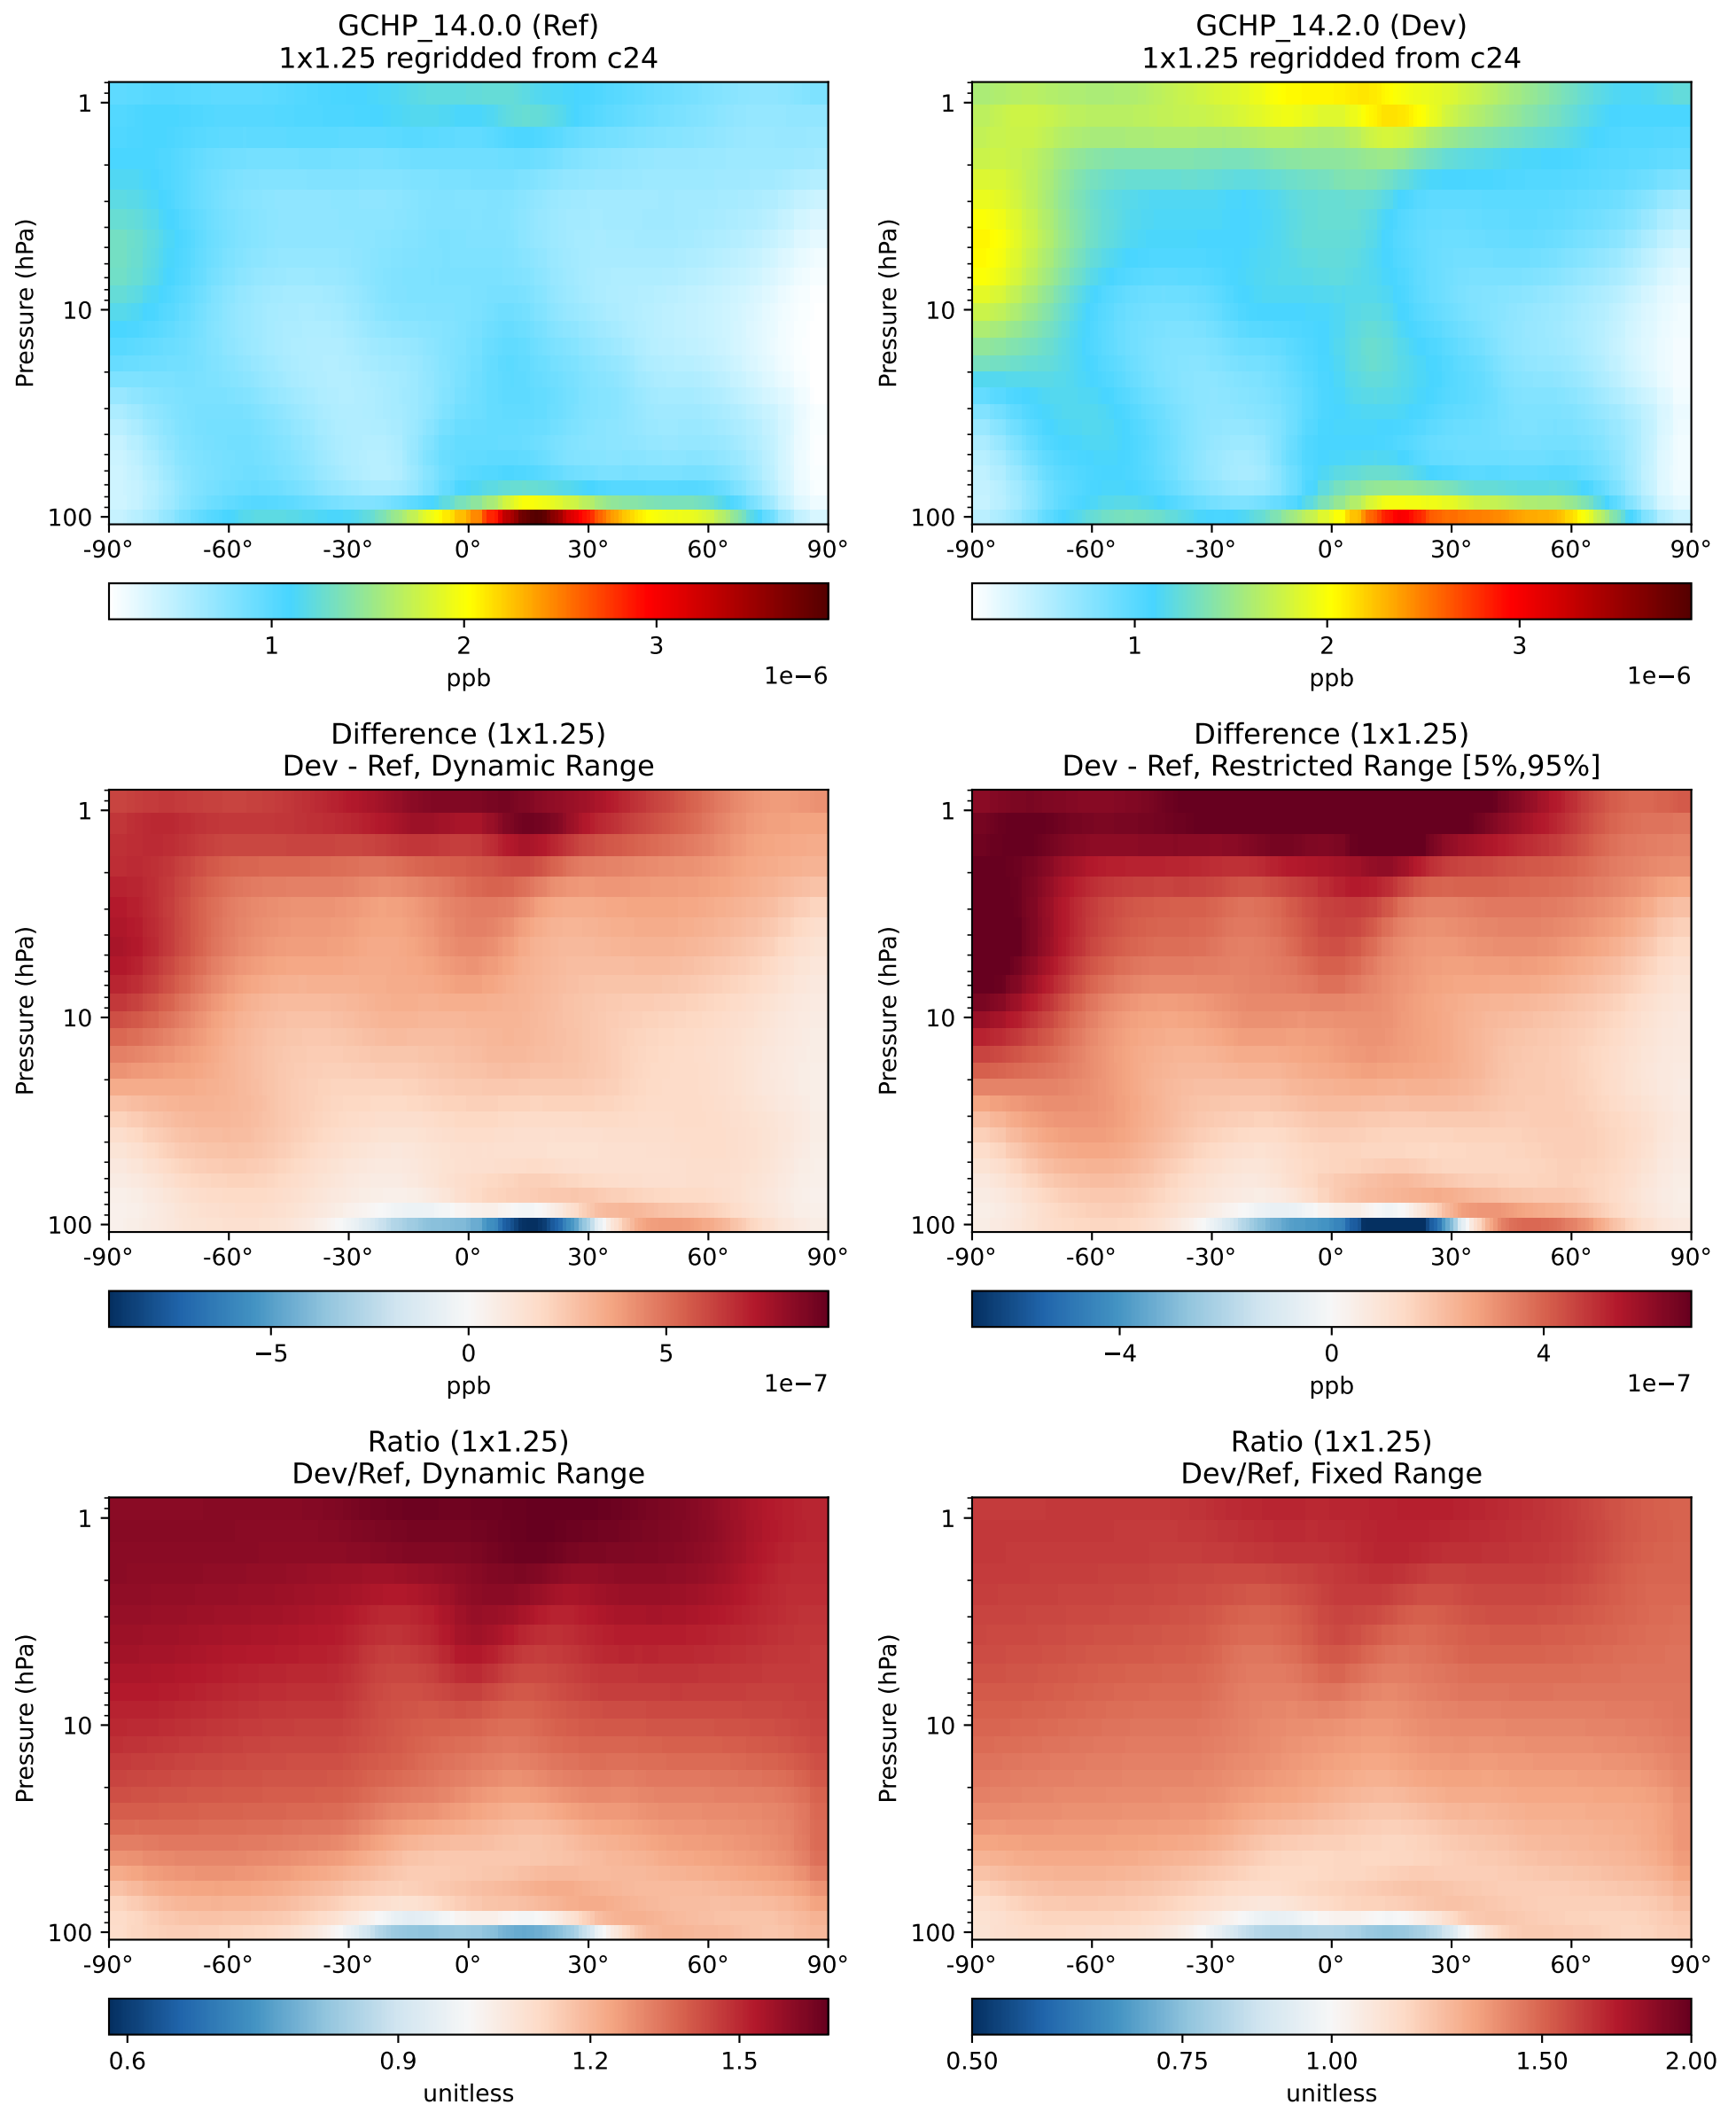 GCHP_14.0.0 (Ref)
1x1.25 regridded from c24
Pressure (hPa)
1
10
100
-90° -60° -30° 0° 30° 60° 90°
1 2 3
ppb
1e−6
GCHP_14.2.0 (Dev)
1x1.25 regridded from c24
Pressure (hPa)
1
10
100
-90° -60° -30° 0° 30° 60° 90°
1 2 3
ppb
1e−6
Difference (1x1.25)
Dev - Ref, Dynamic Range
Pressure (hPa)
1
10
100
-90° -60° -30° 0° 30° 60° 90°
−5 0 5
ppb
1e−7
Difference (1x1.25)
Dev - Ref, Restricted Range [5%,95%]
Pressure (hPa)
1
10
100
-90° -60° -30° 0° 30° 60° 90°
−4 0 4
ppb
1e−7
Ratio (1x1.25)
Dev/Ref, Dynamic Range
Pressure (hPa)
1
10
100
-90° -60° -30° 0° 30° 60° 90°
0.6 0.9 1.2 1.5
unitless
Ratio (1x1.25)
Dev/Ref, Fixed Range
Pressure (hPa)
1
10
100
-90° -60° -30° 0° 30° 60° 90°
0.50 0.75 1.00 1.50 2.00
unitless